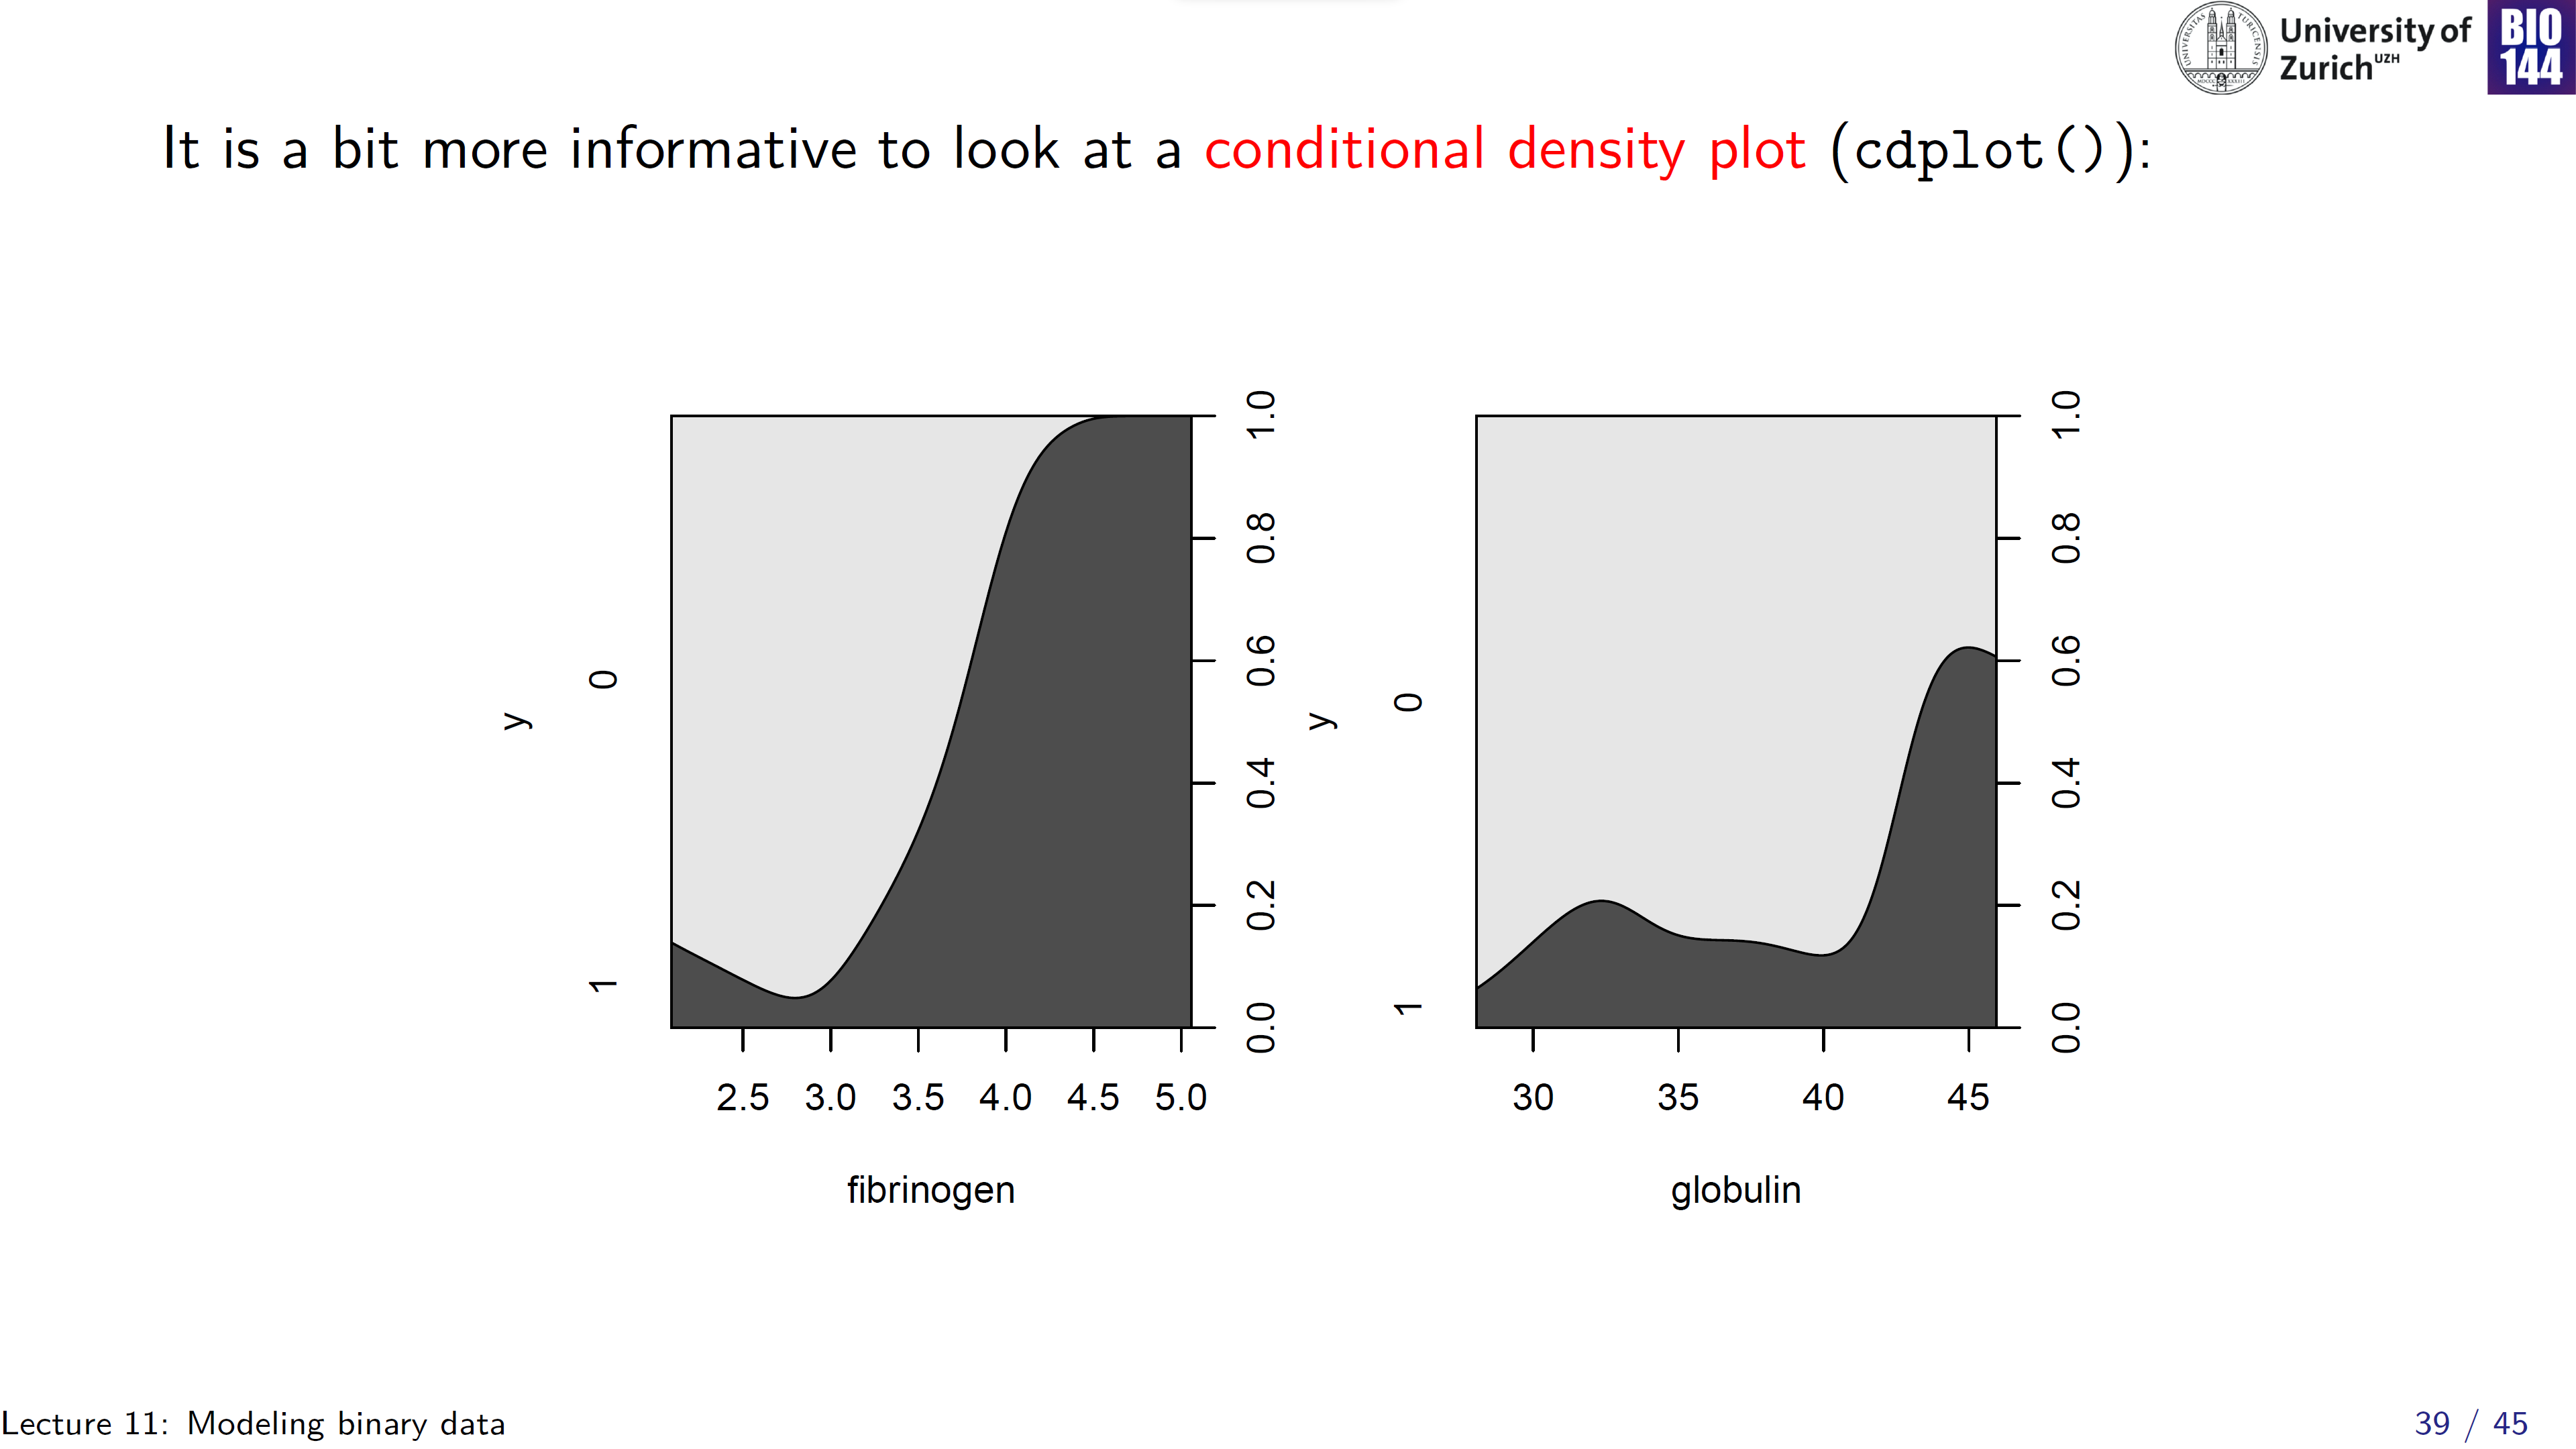 University of
Zurich UZH
BIO
144
It is a bit more informative to look at a conditional density plot (cdplot()):
y
0
1
0.0 0.2 0.4 0.6 0.8 1.0
2.5 3.0 3.5 4.0 4.5 5.0
fibrinogen
y
0
1
0.0 0.2 0.4 0.6 0.8 1.0
30 35 40 45
globulin
Lecture 11: Modeling binary data
39 / 45